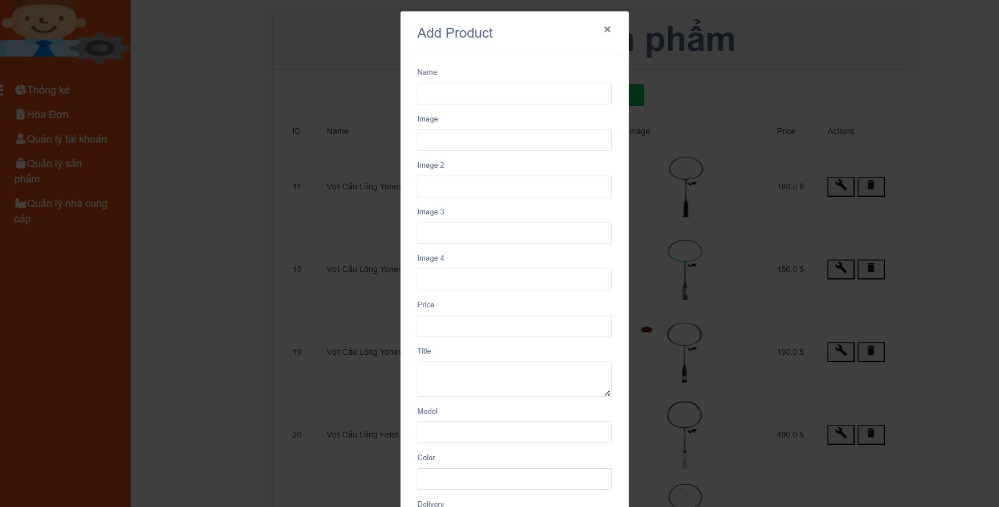 Add Product
×
phẩm
Name
Image
Image 2
Image 3
Image 4
Price
Title
Model
Color
Delivery
Thống kê
Hóa Đơn
Quản lý tài khoản
Quản lý sản
phẩm
Quản lý nhà cung
cấp
ID Name mage Price Actions
11 Vợt Cầu Lông Yonex 180.0 $
15 Vợt Cầu Lông Yonex 156.0 $
19 Vợt Cầu Lông Yonex 190.0 $
20 Vợt Cầu Lông Felet 490.0 $